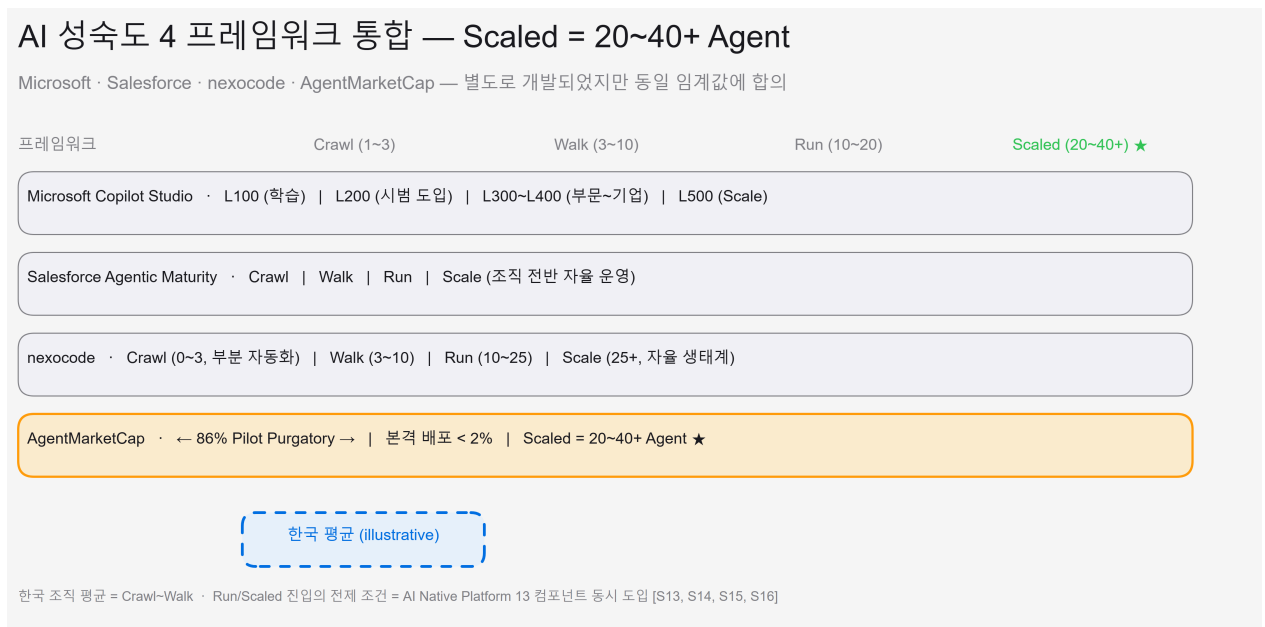 AI 성숙도 4 프레임워크 통합 — Scaled = 20~40+ Agent
Microsoft · Salesforce · nexocode · AgentMarketCap — 별도로 개발되었지만 동일 임계값에 합의
프레임워크 Crawl (1~3) Walk (3~10) Run (10~20) Scaled (20~40+) ★
Microsoft Copilot Studio · L100 (학습) | L200 (시범 도입) | L300~L400 (부문~기업) | L500 (Scale)
Salesforce Agentic Maturity · Crawl | Walk | Run | Scale (조직 전반 자율 운영)
nexocode · Crawl (0~3, 부분 자동화) | Walk (3~10) | Run (10~25) | Scale (25+, 자율 생태계)
AgentMarketCap · ← 86% Pilot Purgatory → | 본격 배포 < 2% | Scaled = 20~40+ Agent ★
한국 평균 (illustrative)
한국 조직 평균 = Crawl~Walk · Run/Scaled 진입의 전제 조건 = AI Native Platform 13 컴포넌트 동시 도입 [S13, S14, S15, S16]